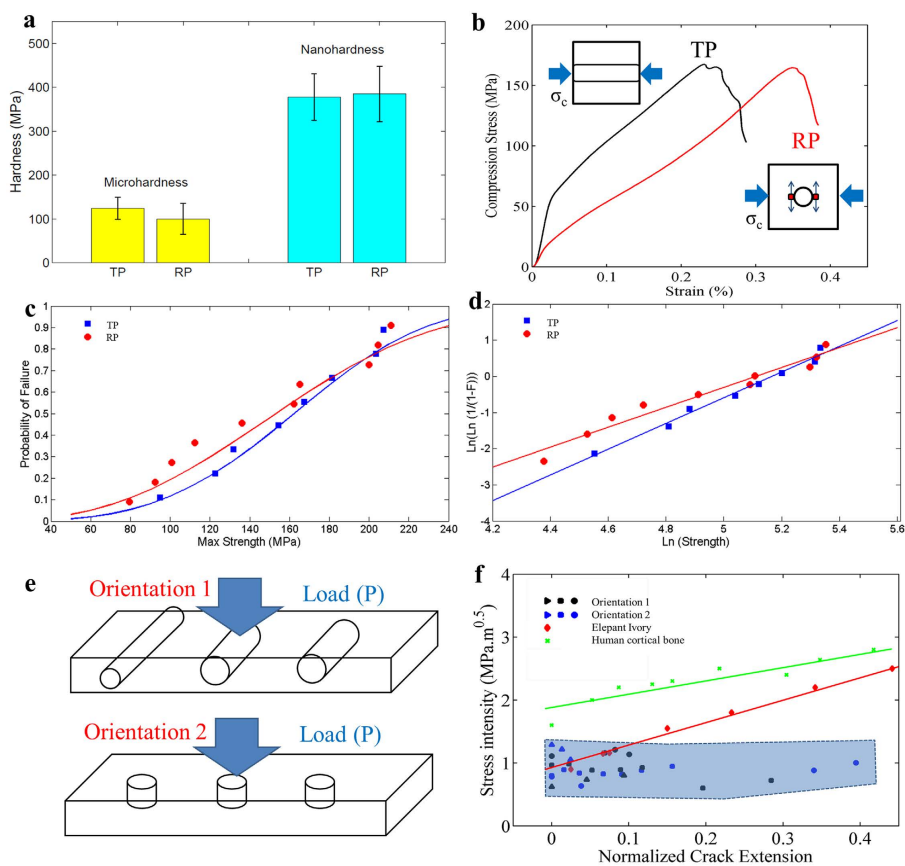 a
Hardness (MPa)
500
400
300
200
100
0
Microhardness
Nanohardness
TP RP TP RP
b
Compression Stress (MPa)
200
150
100
50
0
TP
σc
RP
σc
0 0.1 0.2 0.3 0.4
Strain (%)
c
Probability of Failure
1
0.9
0.8
0.7
0.6
0.5
0.4
0.3
0.2
0.1
0
TP
RP
40 60 80 100 120 140 160 180 200 220 240
Max Strength (MPa)
d
Ln(Ln (1/(1-F)))
2
1
0
-1
-2
-3
-4
TP
RP
4.2 4.4 4.6 4.8 5 5.2 5.4 5.6
Ln (Strength)
e
Orientation 1
Load (P)
Orientation 2
Load (P)
f
Stress intensity (MPa.m0.5)
4
3
2
1
0
Orientation 1
Orientation 2
Elepant Ivory
Human cortical bone
0 0.1 0.2 0.3 0.4
Normalized Crack Extension